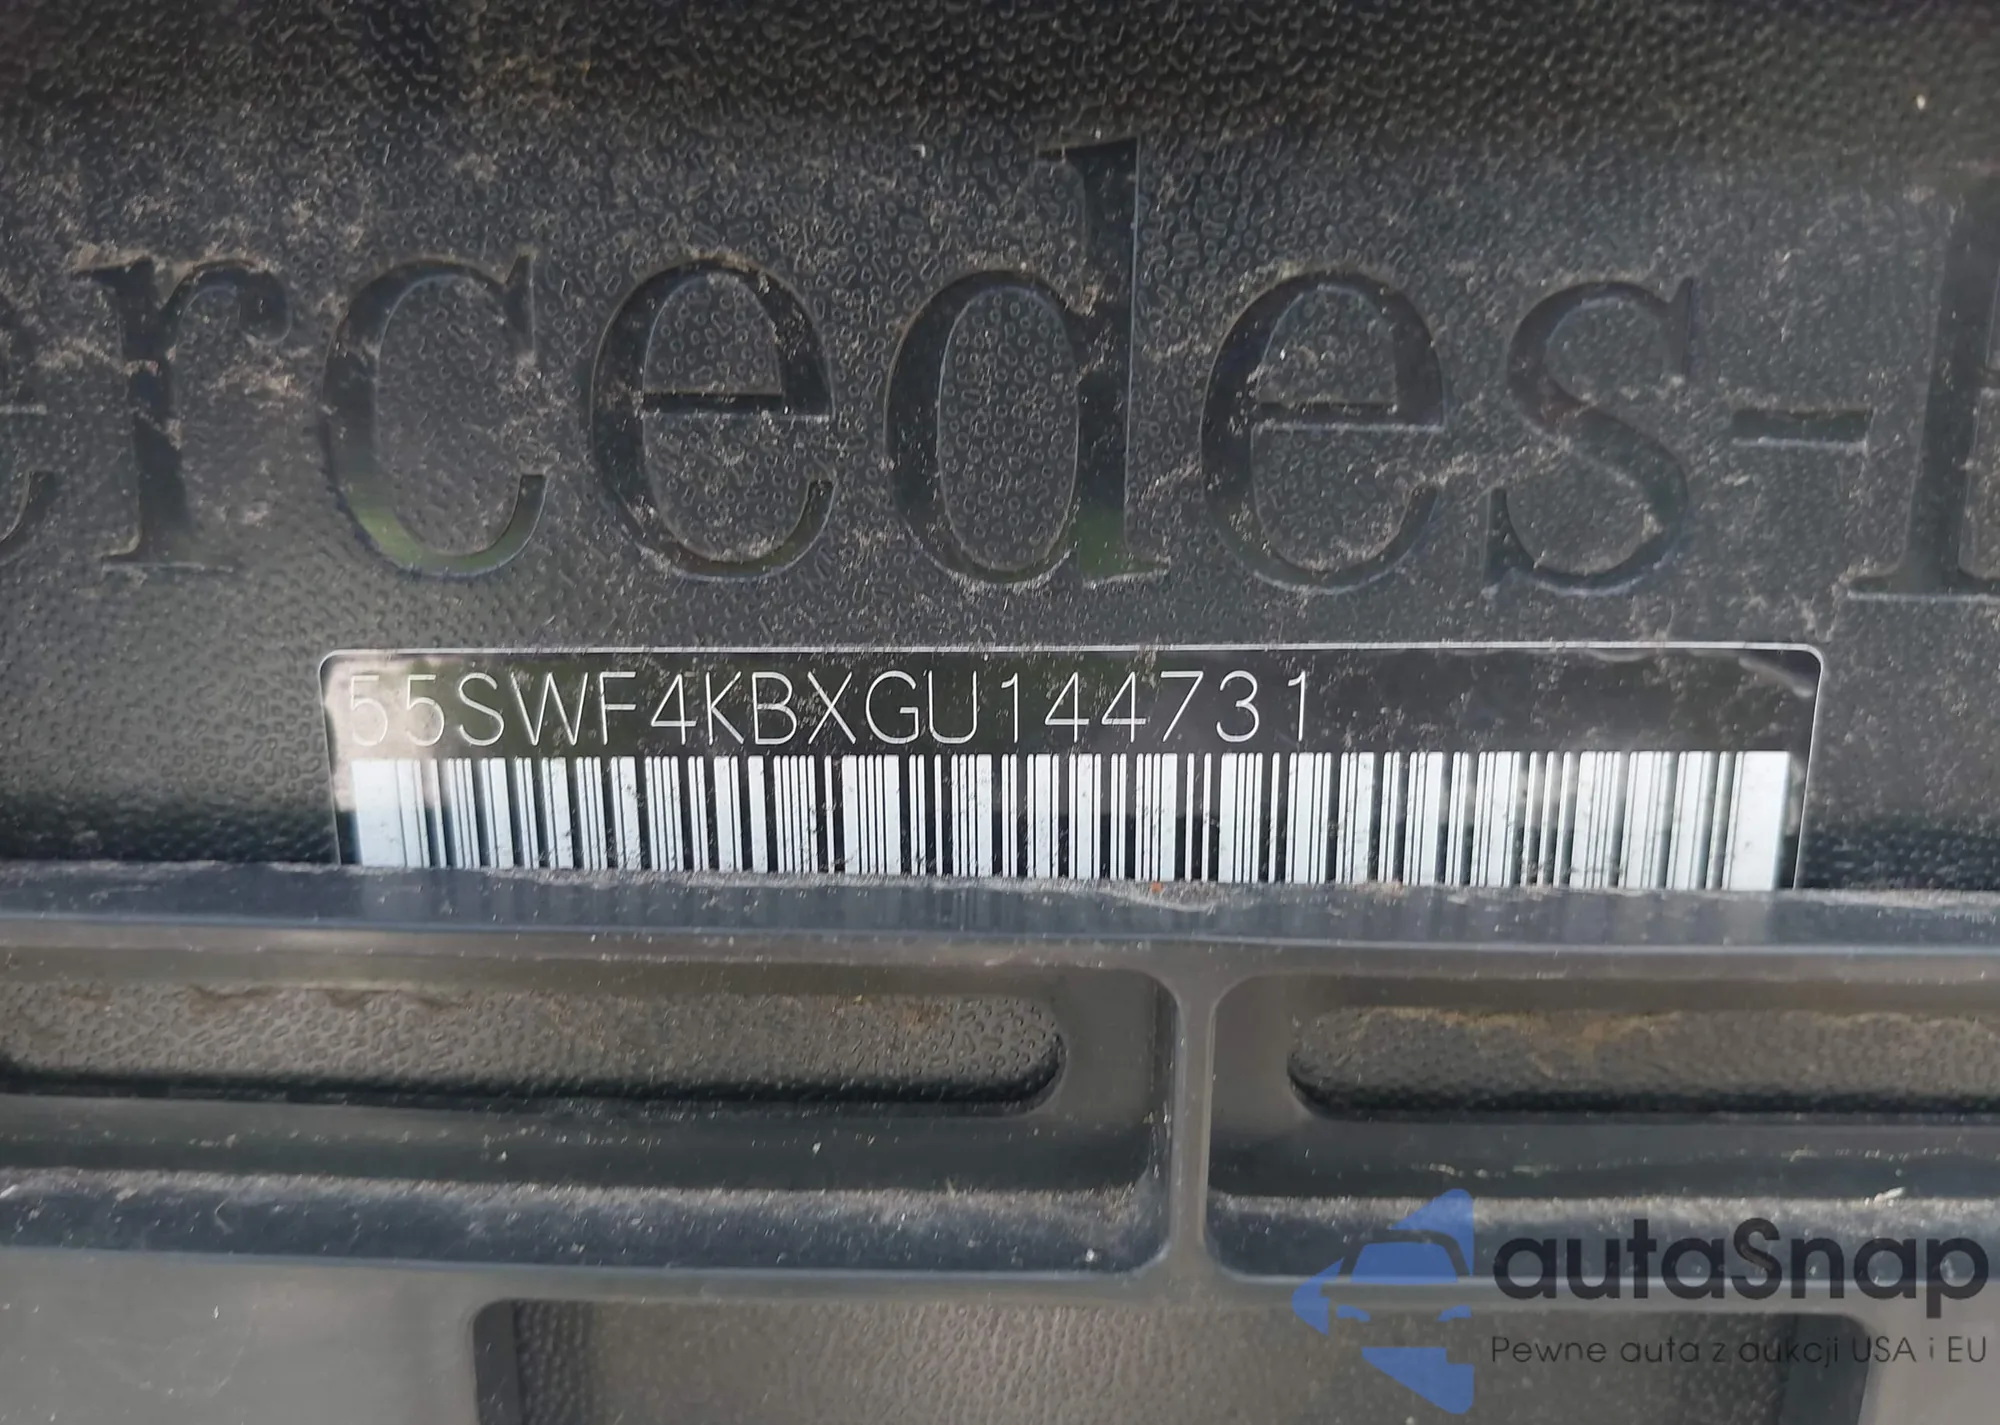 ercedes-
55SWF4KBXGU144731
autaSnap
Pewne auta z aukcji USA i EU